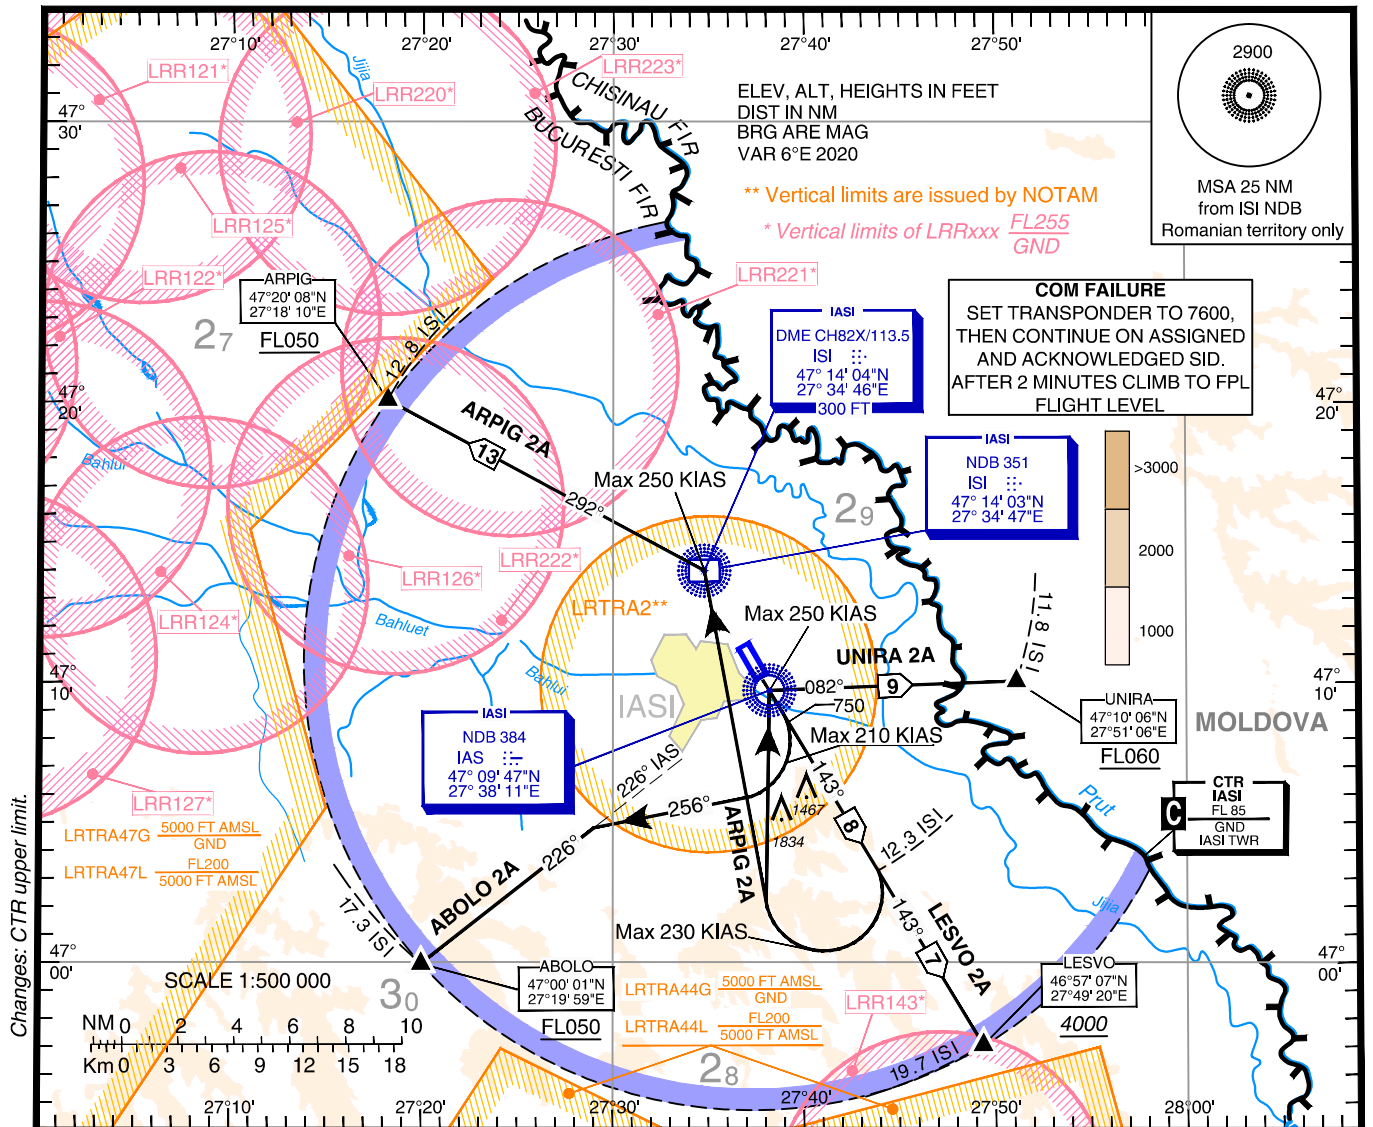 27°10'
27°20'
27°30'
27°40'
27°50'
LRR121*
LRR220*
LRR223*
Jijia
CHISINAU FIR
BUCURESTI FIR
47°
30'
ELEV, ALT, HEIGHTS IN FEET
DIST IN NM
BRG ARE MAG
VAR 6°E 2020
** Vertical limits are issued by NOTAM
* Vertical limits of LRRxxx FL255
GND
2900
MSA 25 NM
from ISI NDB
Romanian territory only
LRR125*
LRR122*
LRR221*
ARPIG
47°20' 08"N
27°18' 10"E
FL050
27
12.8 ISI
IASI
DME CH82X/113.5
ISI
47° 14' 04"N
27° 34' 46"E
300 FT
COM FAILURE
SET TRANSPONDER TO 7600,
THEN CONTINUE ON ASSIGNED
AND ACKNOWLEDGED SID.
AFTER 2 MINUTES CLIMB TO FPL
FLIGHT LEVEL
47°
20'
47°
20'
ARPIG 2A
13
292°
Max 250 KIAS
Bahlui
IASI
NDB 351
ISI
47° 14' 03"N
27° 34' 47"E
29
>3000
2000
1000
LRR222*
LRR126*
LRR124*
LRTRA2**
Bahluet
Bahlui
Max 250 KIAS
11.8 ISI
UNIRA 2A
082°
9
750
47°
10'
47°
10'
IASI
UNIRA
47°10' 06"N
27°51' 06"E
FL060
MOLDOVA
IASI
NDB 384
IAS
47° 09' 47"N
27° 38' 11"E
Max 210 KIAS
226° IAS
143°
256°
1467
1834
8
ARPIG 2A
12.3 ISI
Prut
C
CTR
IASI
FL 85
GND
IASI TWR
LRR127*
LRTRA47G 5000 FT AMSL
GND
LRTRA47L FL200
5000 FT AMSL
226°
ABOLO 2A
17.3 ISI
143°
LESVO 2A
7
Jijia
Max 230 KIAS
47°
00'
47°
00'
SCALE 1:500 000
30
ABOLO
47°00' 01"N
27°19' 59"E
FL050
LRTRA44G 5000 FT AMSL
GND
LRTRA44L FL200
5000 FT AMSL
LRR143*
LESVO
46°57' 07"N
27°49' 20"E
4000
NM 0 2 4 6 8 10
Km 0 3 6 9 12 15 18
28
19.7 ISI
27°10'
27°20'
27°30'
27°40'
27°50'
28°00'
Changes: CTR upper limit.